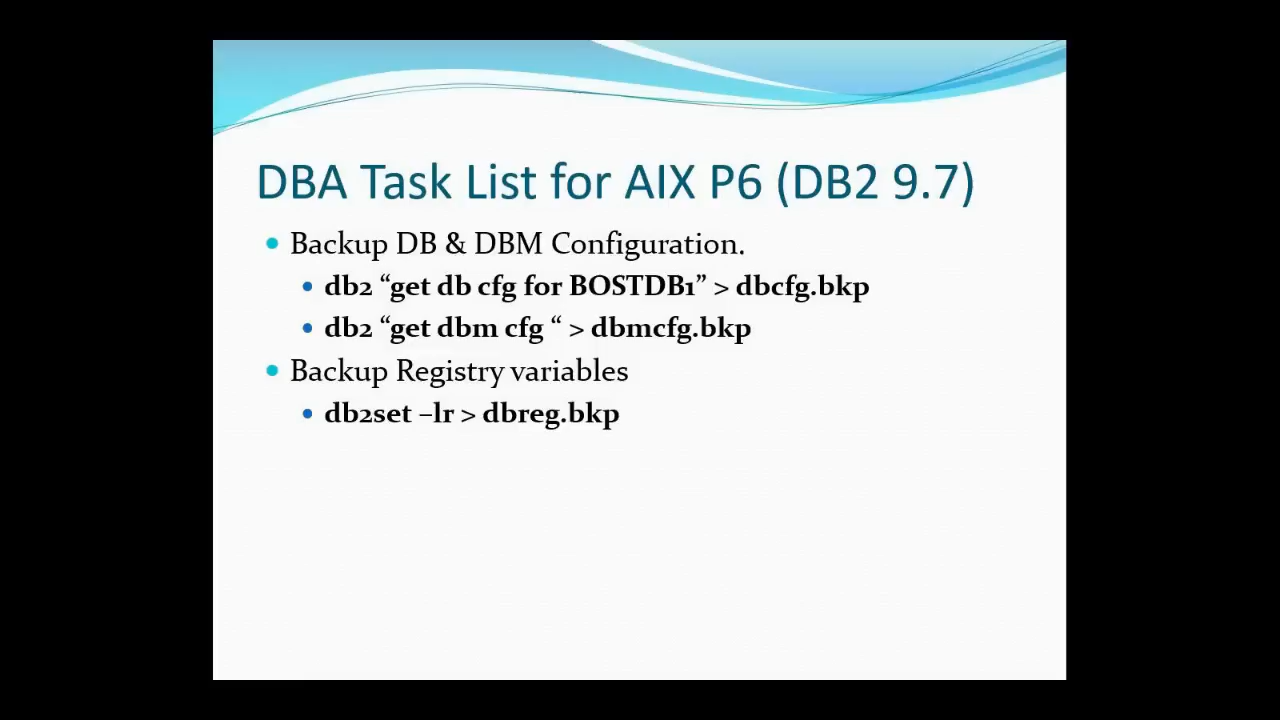 DBA Task List for AIX P6 (DB2 9.7)
Backup DB & DBM Configuration.
db2 “get db cfg for BOSTDB1” > dbcfg.bkp
db2 “get dbm cfg “ > dbmcfg.bkp
Backup Registry variables
db2set –lr > dbreg.bkp